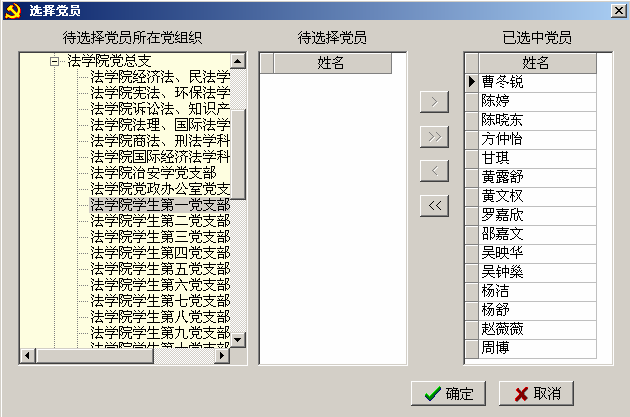 选择党员
待选择党员所在党组织
待选择党员
已选中党员
法学院党总支
法学院经济法、民法学
法学院宪法、环保法学
法学院诉讼法、知识产
法学院法理、国际法学
法学院商法、刑法学科
法学院国际经济法学科
法学院治安学党支部
法学院党政办公室党支
法学院学生第一党支部
法学院学生第二党支部
法学院学生第三党支部
法学院学生第四党支部
法学院学生第五党支部
法学院学生第六党支部
法学院学生第七党支部
法学院学生第八党支部
法学院学生第九党支部
法学院学生第十党支部
姓名
>
>>
<
<<
姓名
曹冬锐
陈婷
陈晓东
方仲怡
甘琪
黄露舒
黄文权
罗嘉欣
邵嘉文
吴映华
吴钟燊
杨洁
杨舒
赵薇薇
周博
确定
取消